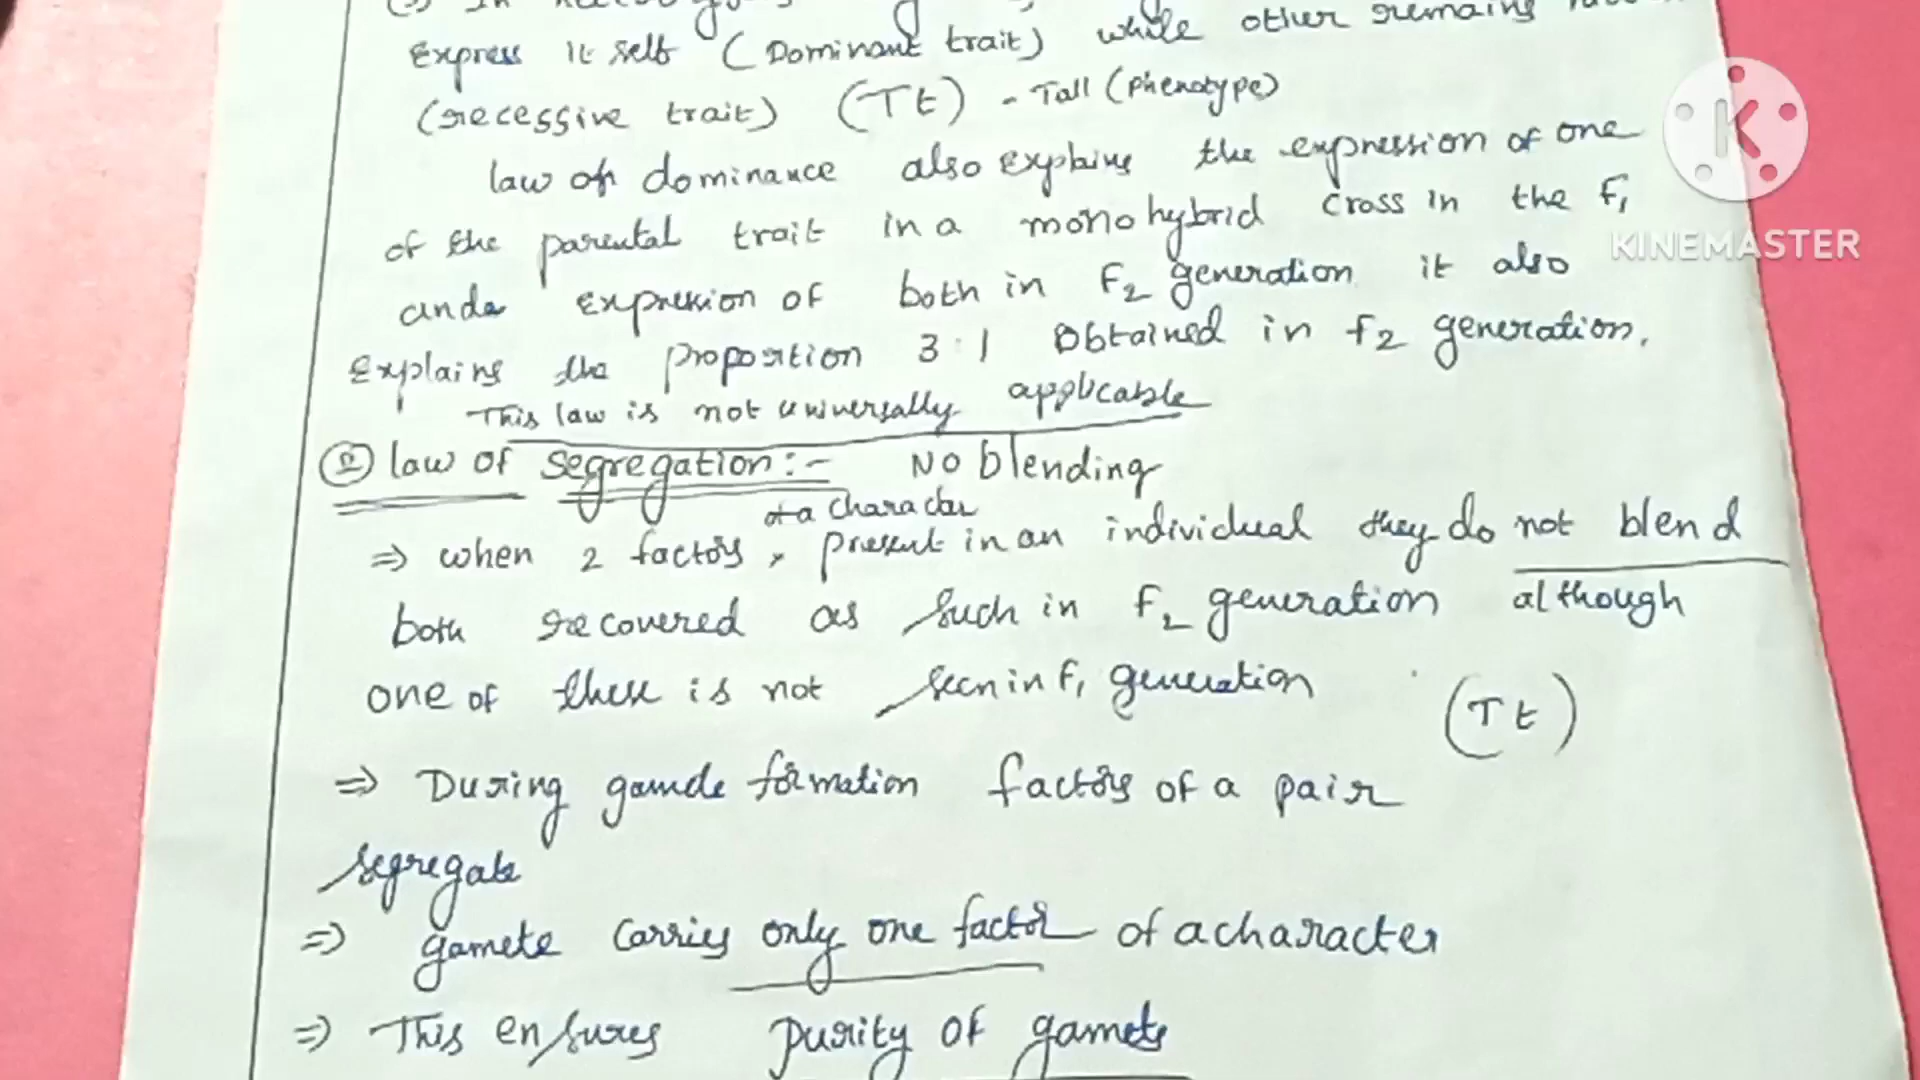 Express it self (Dominant trait) while other remains
(recessive trait) (Tt) - Tall (Phenotype)
law of dominance also explains the expression of one
of the parental trait in a monohybrid cross in the F1
and expression of both in F2 generation it also
Explains the proportion 3:1 obtained in F2 generation.
This law is not universally applicable
② law of segregation:- No blending
of a character
⇒ when 2 factors, present in an individual they do not blend
both recovered as such in F2 generation although
one of these is not seen in F1 generation (Tt)
⇒ During gamete formation factors of a pair
segregate
⇒ gamete carries only one factor of a character
⇒ This ensures purity of gamets
KINEMASTER